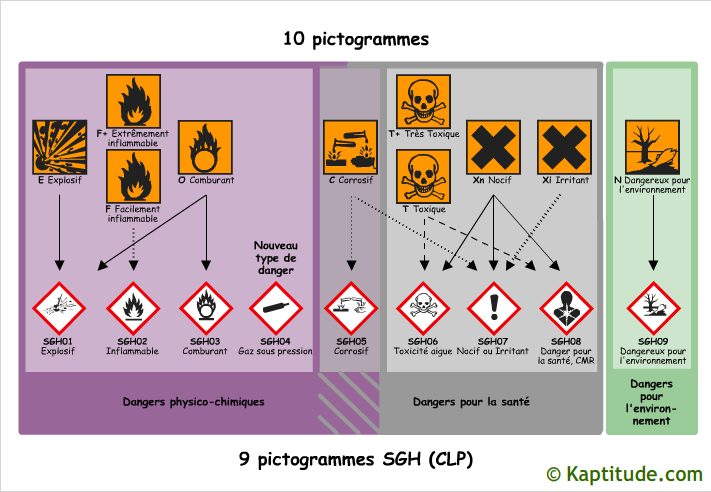 10 pictogrammes
F+ Extrêmement
inflammable
T+ Très Toxique
E Explosif
O Comburant
C Corrosif
Xn Nocif
Xi Irritant
N Dangereux pour
l'environnement
F Facilement
inflammable
T Toxique
Nouveau
type de
danger
SGH01
Explosif
SGH02
Inflammable
SGH03
Comburant
SGH04
Gaz sous pression
SGH05
Corrosif
SGH06
Toxicité aigue
SGH07
Nocif ou Irritant
SGH08
Danger pour
la santé, CMR
SGH09
Dangereux pour
l'environnement
Dangers physico-chimiques
Dangers pour la santé
Dangers
pour
l'environ-
nement
9 pictogrammes SGH (CLP)
© Kaptitude.com